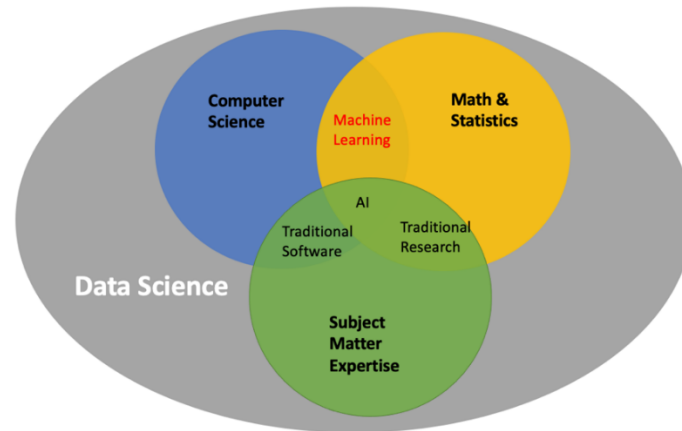 Computer
Science
Math &
Statistics
Machine
Learning
AI
Traditional
Software
Traditional
Research
Data Science
Subject
Matter
Expertise